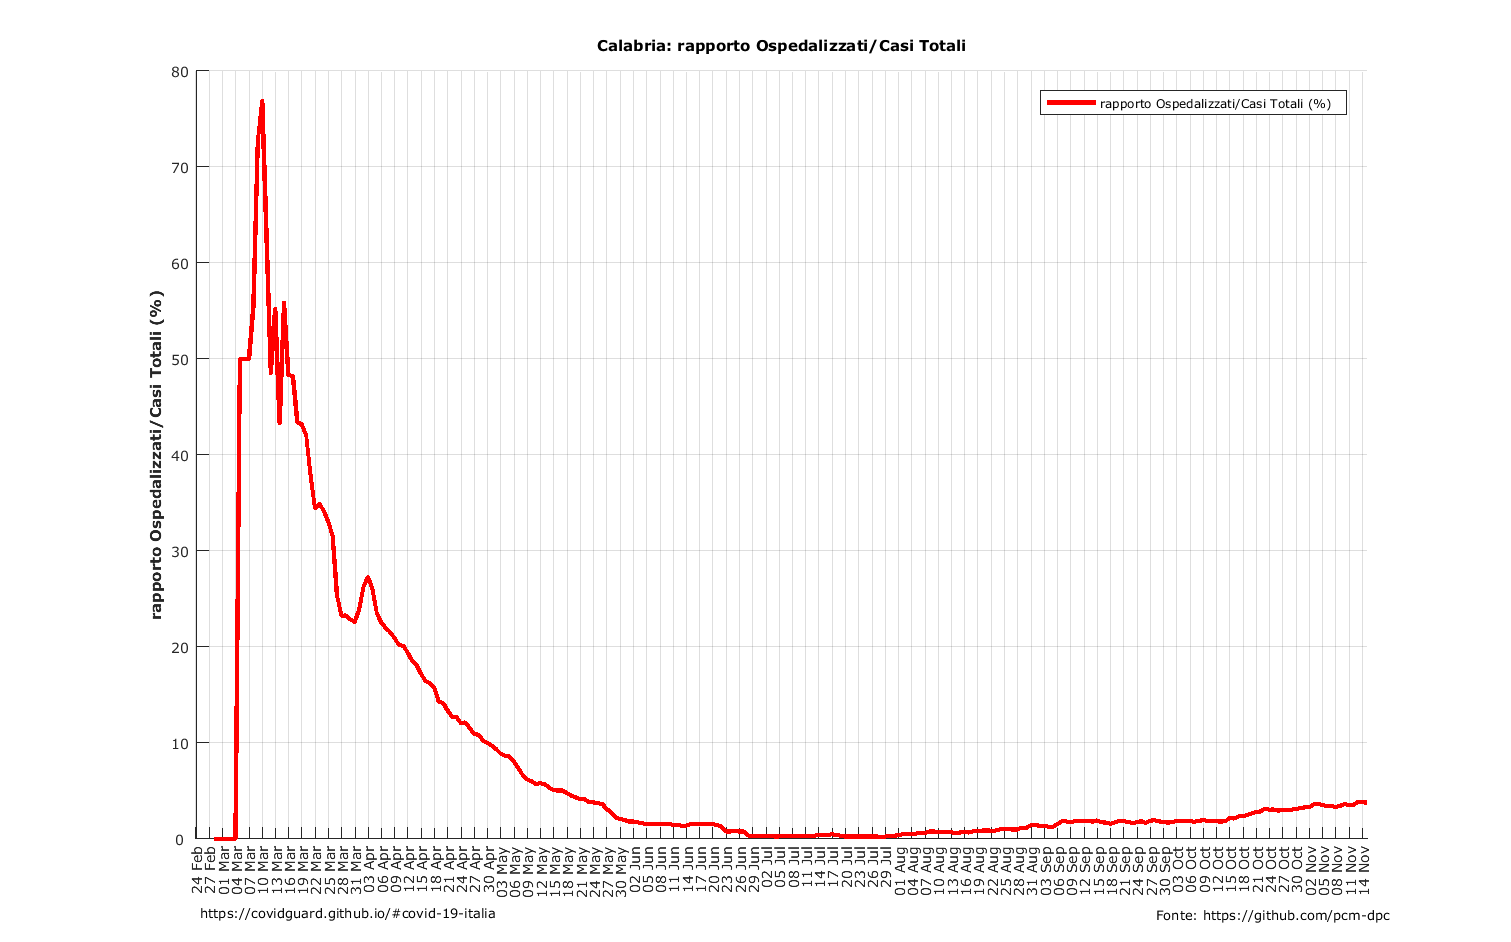 Calabria: rapporto Ospedalizzati/Casi Totali
rapporto Ospedalizzati/Casi Totali (%)
rapporto Ospedalizzati/Casi Totali (%)
80
70
60
50
40
30
20
10
0
24 Feb
27 Feb
01 Mar
04 Mar
07 Mar
10 Mar
13 Mar
16 Mar
19 Mar
22 Mar
25 Mar
28 Mar
31 Mar
03 Apr
06 Apr
09 Apr
12 Apr
15 Apr
18 Apr
21 Apr
24 Apr
27 Apr
30 Apr
03 May
06 May
09 May
12 May
15 May
18 May
21 May
24 May
27 May
30 May
02 Jun
05 Jun
08 Jun
11 Jun
14 Jun
17 Jun
20 Jun
23 Jun
26 Jun
29 Jun
02 Jul
05 Jul
08 Jul
11 Jul
14 Jul
17 Jul
20 Jul
23 Jul
26 Jul
29 Jul
01 Aug
04 Aug
07 Aug
10 Aug
13 Aug
16 Aug
19 Aug
22 Aug
25 Aug
28 Aug
31 Aug
03 Sep
06 Sep
09 Sep
12 Sep
15 Sep
18 Sep
21 Sep
24 Sep
27 Sep
30 Sep
03 Oct
06 Oct
09 Oct
12 Oct
15 Oct
18 Oct
21 Oct
24 Oct
27 Oct
30 Oct
02 Nov
05 Nov
08 Nov
11 Nov
14 Nov
https://covidguard.github.io/#covid-19-italia
Fonte: https://github.com/pcm-dpc